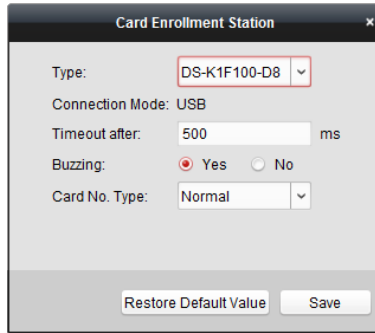 Card Enrollment Station ×
Type: DS-K1F100-D8
Connection Mode: USB
Timeout after: 500 ms
Buzzing: Yes No
Card No. Type: Normal
Restore Default Value Save